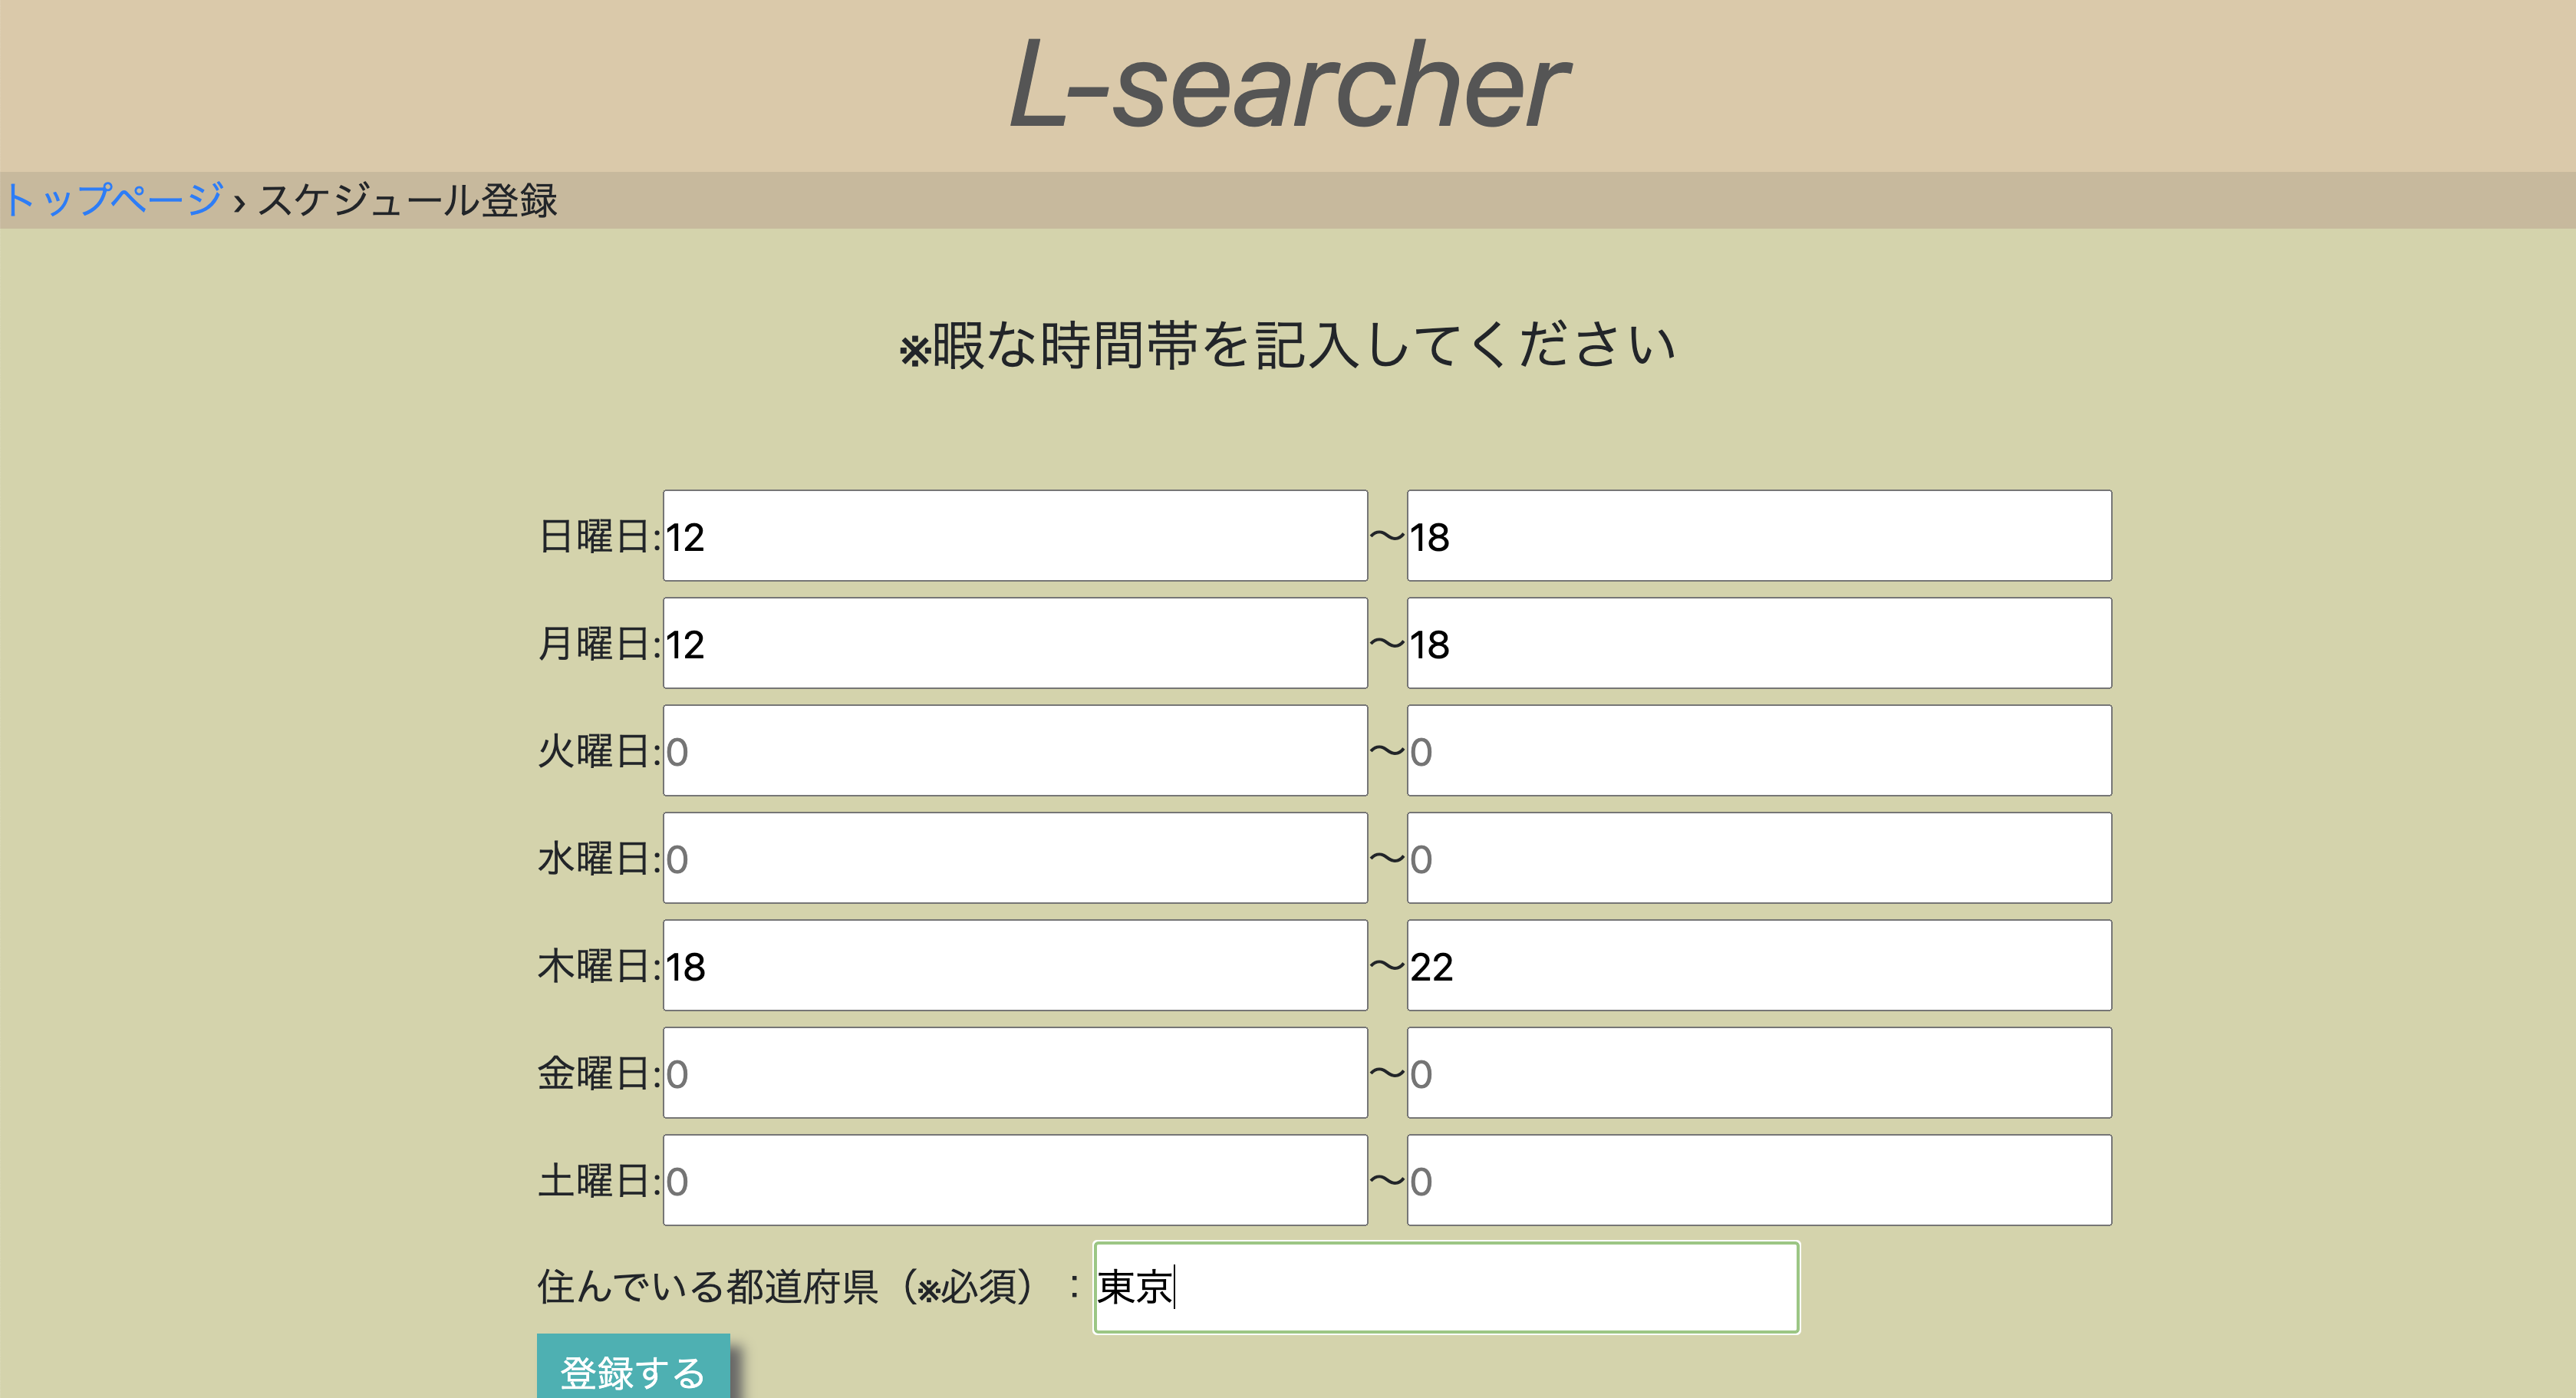 L-searcher
トップページ › スケジュール登録
※暇な時間帯を記入してください
日曜日:12～18
月曜日:12～18
火曜日:0～0
水曜日:0～0
木曜日:18～22
金曜日:0～0
土曜日:0～0
住んでいる都道府県（※必須）：東京
登録する